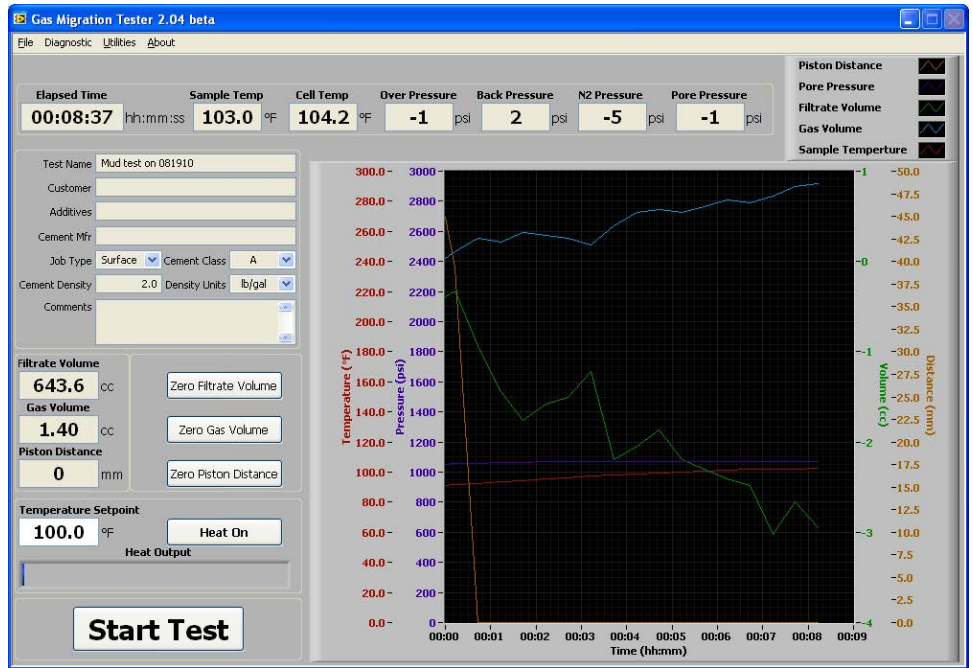 Gas Migration Tester 2.04 beta
File Diagnostic Utilities About
Piston Distance
Pore Pressure
Filtrate Volume
Gas Volume
Sample Temperture
Elapsed Time Sample Temp Cell Temp Over Pressure Back Pressure N2 Pressure Pore Pressure
00:08:37 hh:mm:ss 103.0 ºF 104.2 ºF -1 psi 2 psi -5 psi -1 psi
Test Name Mud test on 081910
Customer
Additives
Cement Mfr
Job Type Surface Cement Class A
Cement Density 2.0 Density Units lb/gal
Comments
Filtrate Volume
643.6 cc Zero Filtrate Volume
Gas Volume
1.40 cc Zero Gas Volume
Piston Distance
0 mm Zero Piston Distance
Temperature Setpoint
100.0 ºF Heat On
Heat Output
Start Test
Temperature (ºF)
300.0
280.0
260.0
240.0
220.0
200.0
180.0
160.0
140.0
120.0
100.0
80.0
60.0
40.0
20.0
0.0
Pressure (psi)
3000
2800
2600
2400
2200
2000
1800
1600
1400
1200
1000
800
600
400
200
0
Volume (cc)
1
0
-1
-2
-3
-4
Distance (mm)
50.0
47.5
45.0
42.5
40.0
37.5
35.0
32.5
30.0
27.5
25.0
22.5
20.0
17.5
15.0
12.5
10.0
7.5
5.0
2.5
0.0
00:00 00:01 00:02 00:03 00:04 00:05 00:06 00:07 00:08 00:09
Time (hh:mm)